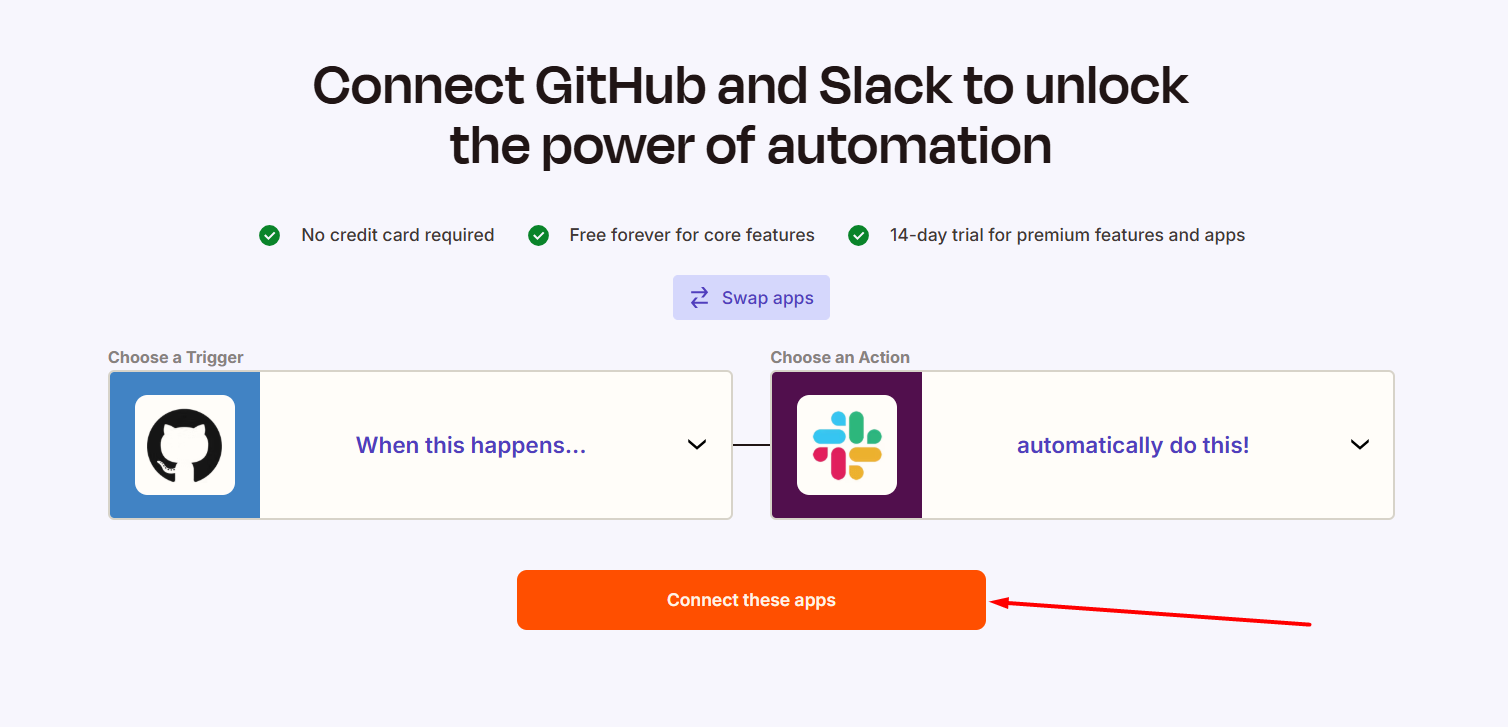 Connect GitHub and Slack to unlock
the power of automation
No credit card required
Free forever for core features
14-day trial for premium features and apps
Swap apps
Choose a Trigger
When this happens...
Choose an Action
automatically do this!
Connect these apps